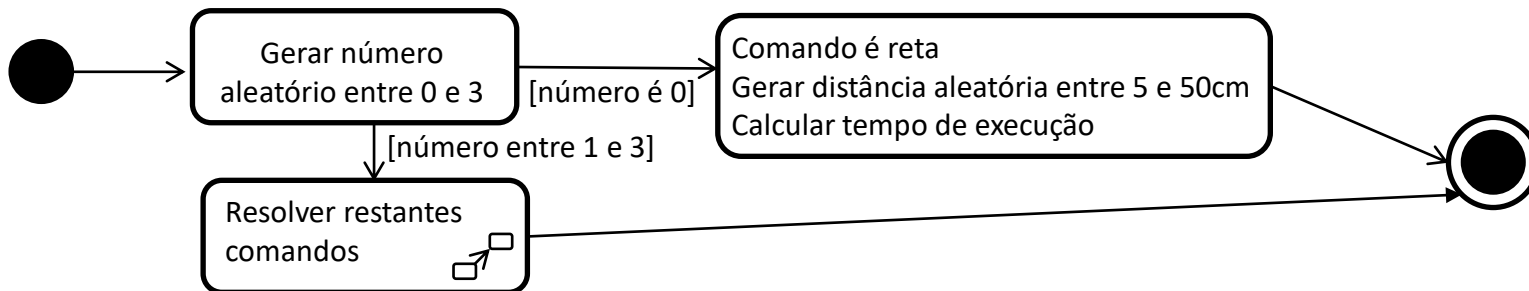 Gerar número
aleatório entre 0 e 3
[número é 0]
Comando é reta
Gerar distância aleatória entre 5 e 50cm
Calcular tempo de execução
[número entre 1 e 3]
Resolver restantes
comandos